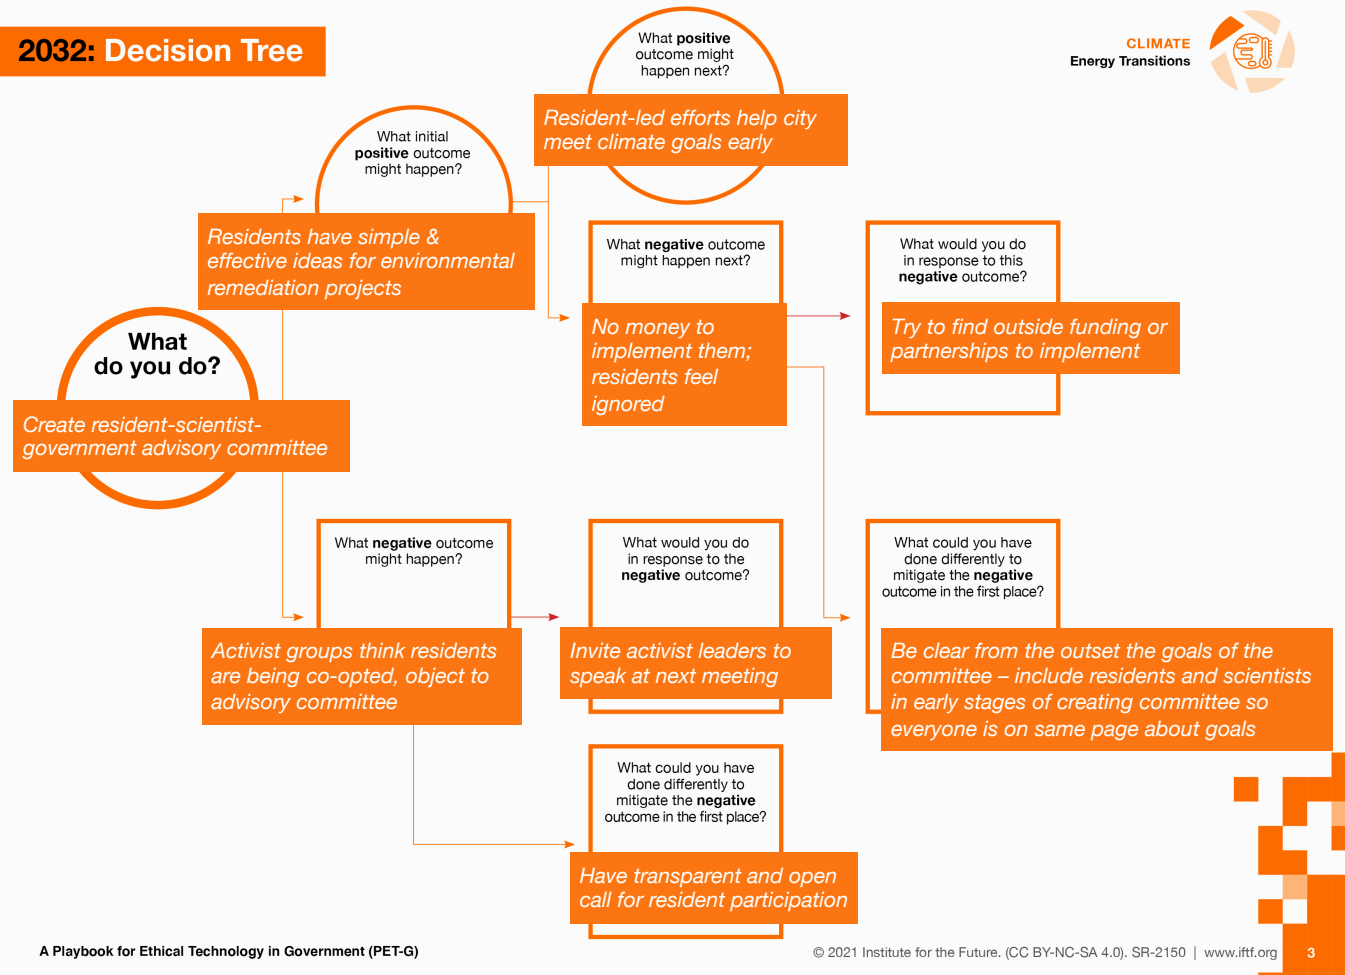 2032: Decision Tree
CLIMATE
Energy Transitions
What positive
outcome might
happen next?
Resident-led efforts help city
meet climate goals early
What initial
positive outcome
might happen?
Residents have simple &
effective ideas for environmental
remediation projects
What negative outcome
might happen next?
No money to
implement them;
residents feel
ignored
What would you do
in response to this
negative outcome?
Try to find outside funding or
partnerships to implement
What
do you do?
Create resident-scientist-
government advisory committee
What negative outcome
might happen?
Activist groups think residents
are being co-opted, object to
advisory committee
What would you do
in response to the
negative outcome?
Invite activist leaders to
speak at next meeting
What could you have
done differently to
mitigate the negative
outcome in the first place?
Be clear from the outset the goals of the
committee – include residents and scientists
in early stages of creating committee so
everyone is on same page about goals
What could you have
done differently to
mitigate the negative
outcome in the first place?
Have transparent and open
call for resident participation
A Playbook for Ethical Technology in Government (PET-G)
© 2021 Institute for the Future. (CC BY-NC-SA 4.0). SR-2150 | www.iftf.org
3